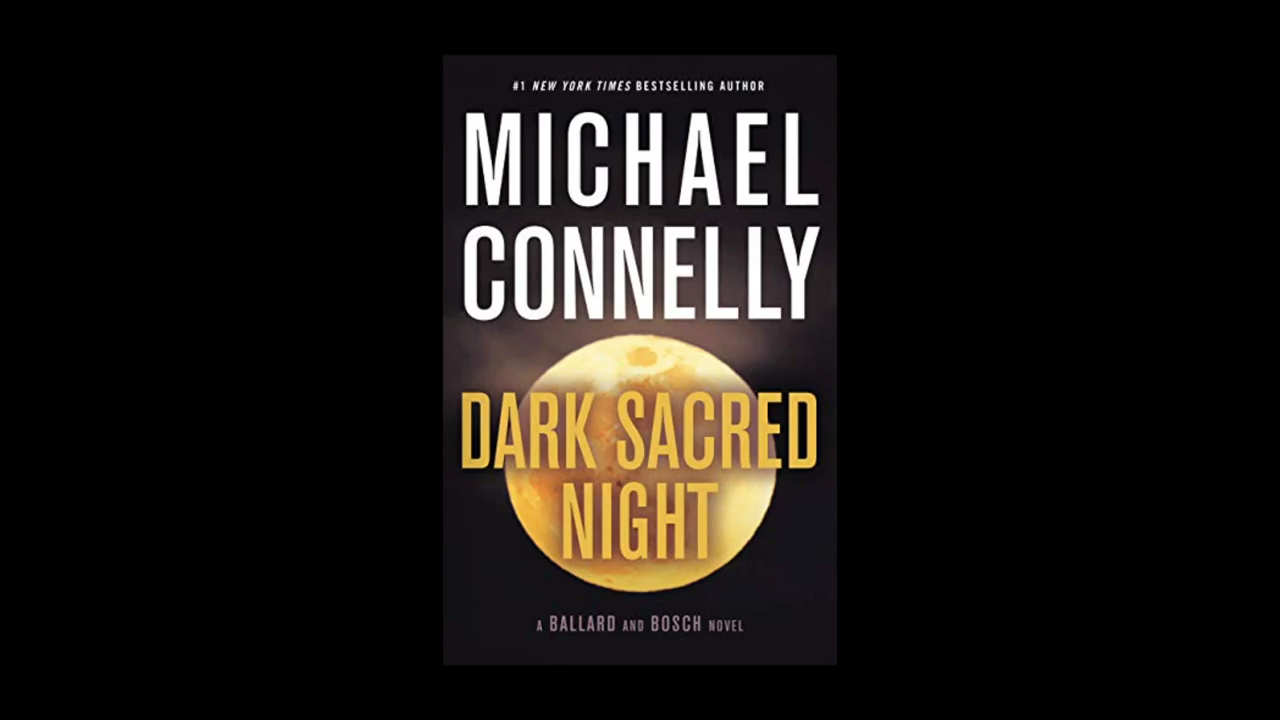 #1 NEW YORK TIMES BESTSELLING AUTHOR
MICHAEL
CONNELLY
DARK SACRED
NIGHT
A BALLARD AND BOSCH NOVEL